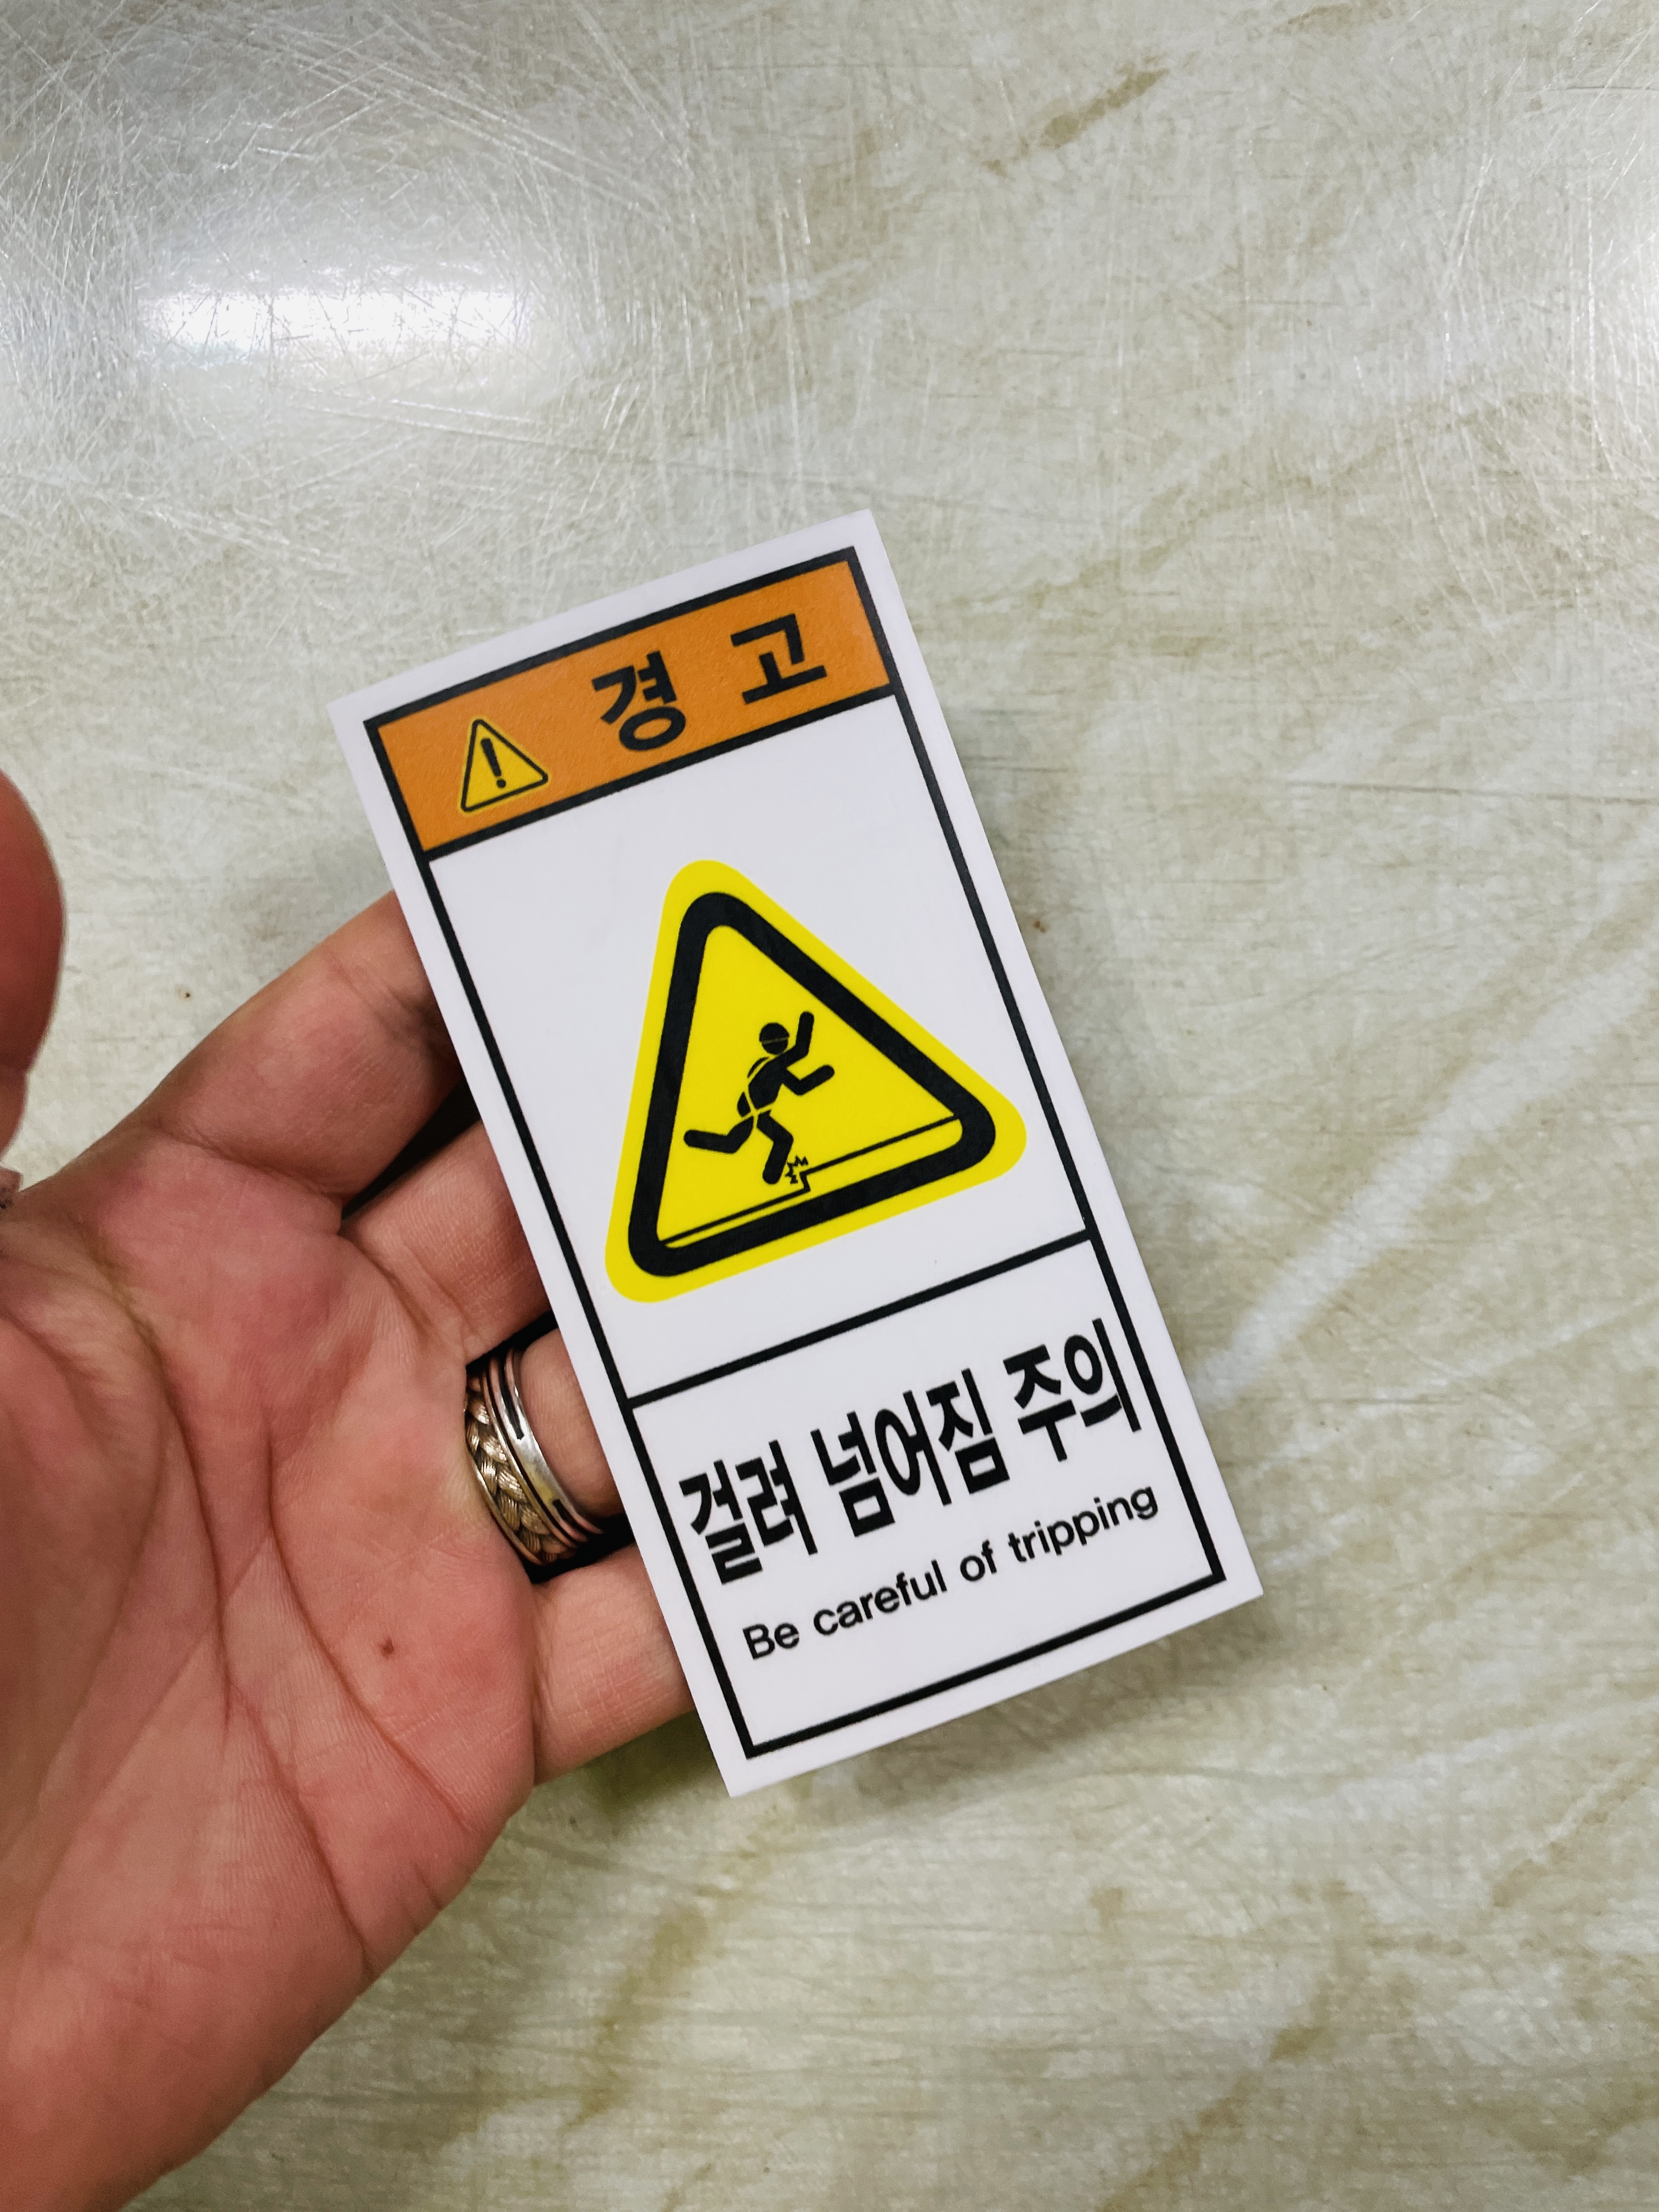 경 고
걸려 넘어짐 주의
Be careful of tripping